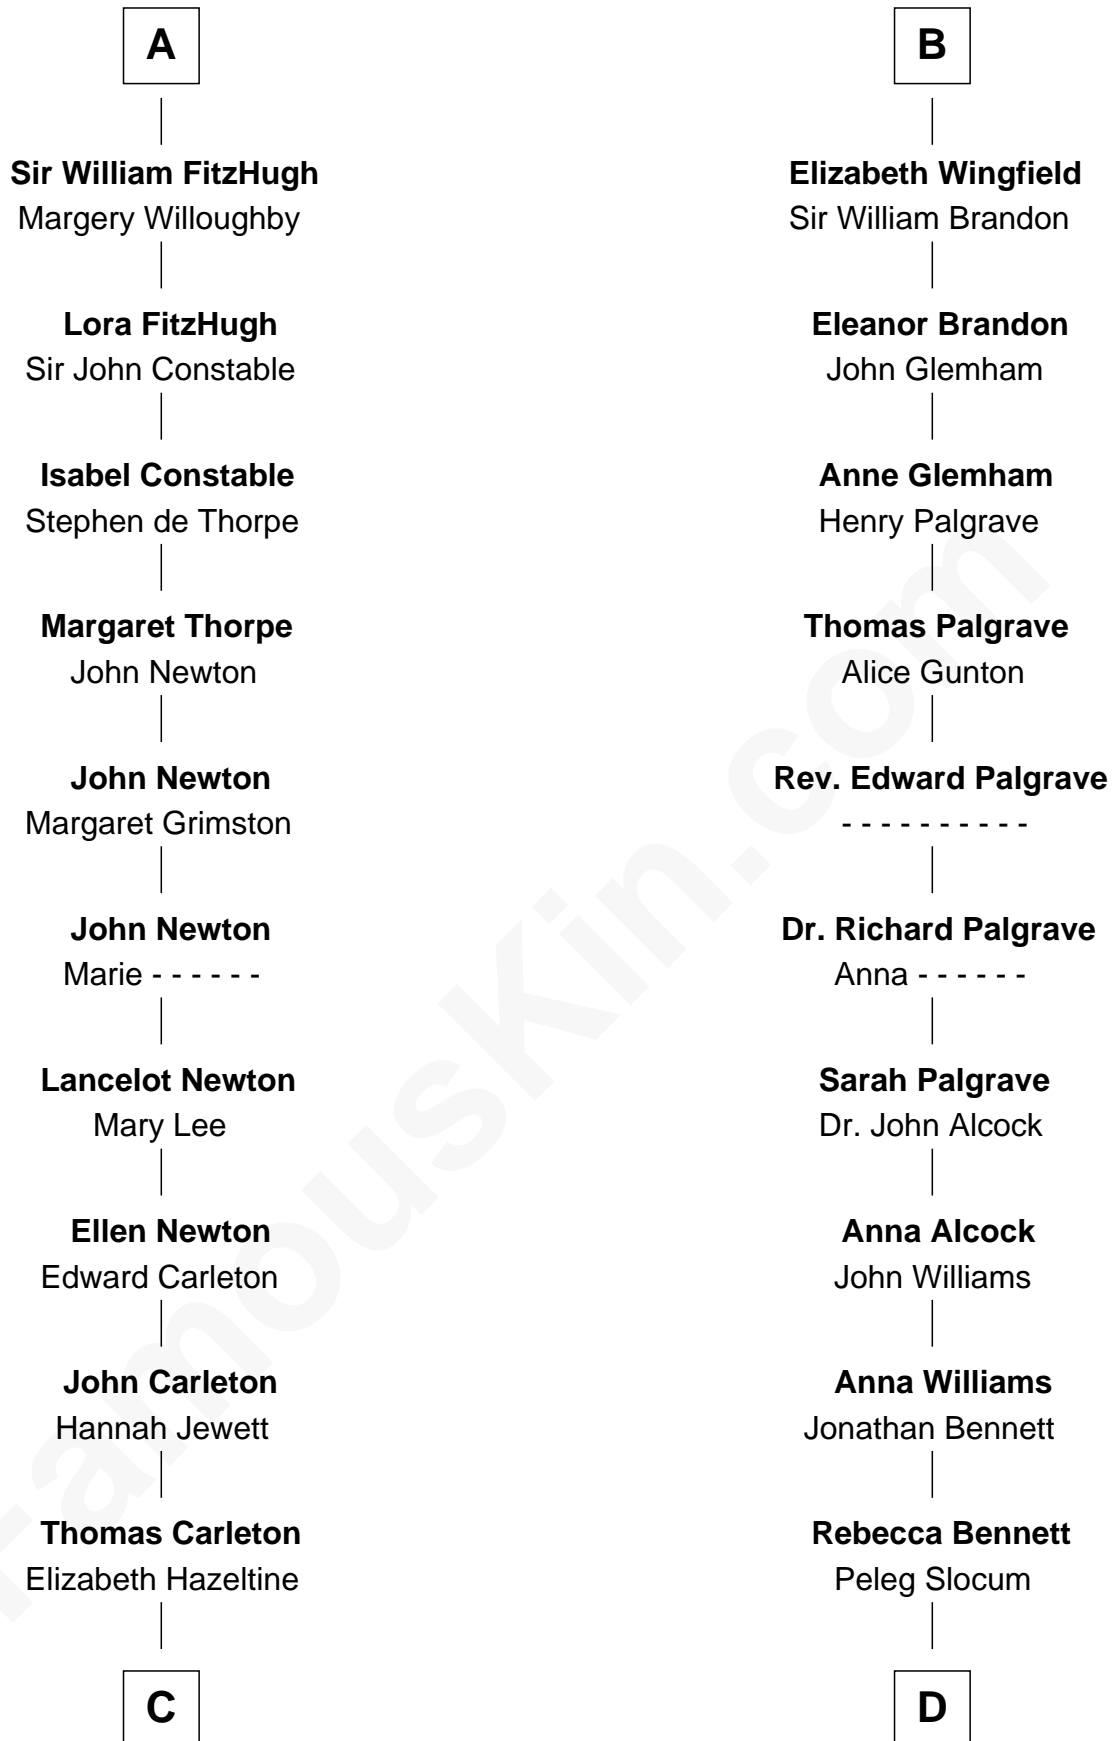 A
Sir William FitzHugh
Margery Willoughby
Lora FitzHugh
Sir John Constable
Isabel Constable
Stephen de Thorpe
Margaret Thorpe
John Newton
John Newton
Margaret Grimston
John Newton
Marie - - - - - -
Lancelot Newton
Mary Lee
Ellen Newton
Edward Carleton
John Carleton
Hannah Jewett
Thomas Carleton
Elizabeth Hazeltine
C
B
Elizabeth Wingfield
Sir William Brandon
Eleanor Brandon
John Glemham
Anne Glemham
Henry Palgrave
Thomas Palgrave
Alice Gunton
Rev. Edward Palgrave
- - - - - - - - - -
Dr. Richard Palgrave
Anna - - - - - -
Sarah Palgrave
Dr. John Alcock
Anna Alcock
John Williams
Anna Williams
Jonathan Bennett
Rebecca Bennett
Peleg Slocum
D
FamousKin.com